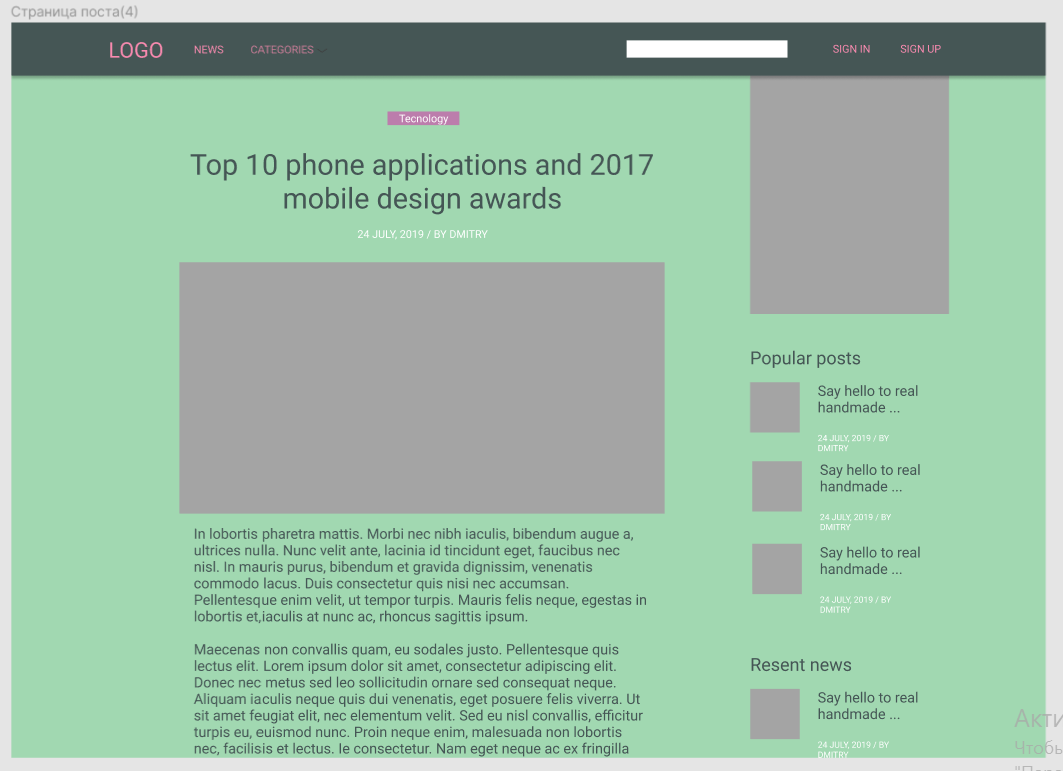 Страница поста(4)
LOGO
NEWS
CATEGORIES
SIGN IN
SIGN UP
Tecnology
Top 10 phone applications and 2017
mobile design awards
24 JULY, 2019 / BY DMITRY
In lobortis pharetra mattis. Morbi nec nibh iaculis, bibendum augue a,
ultrices nulla. Nunc velit ante, lacinia id tincidunt eget, faucibus nec
nisl. In mauris purus, bibendum et gravida dignissim, venenatis
commodo lacus. Duis consectetur quis nisi nec accumsan.
Pellentesque enim velit, ut tempor turpis. Mauris felis neque, egestas in
lobortis et,iaculis at nunc ac, rhoncus sagittis ipsum.
Maecenas non convallis quam, eu sodales justo. Pellentesque quis
lectus elit. Lorem ipsum dolor sit amet, consectetur adipiscing elit.
Donec nec metus sed leo sollicitudin ornare sed consequat neque.
Aliquam iaculis neque quis dui venenatis, eget posuere felis viverra. Ut
sit amet feugiat elit, nec elementum velit. Sed eu nisl convallis, efficitur
turpis eu, euismod nunc. Proin neque enim, malesuada non lobortis
nec, facilisis et lectus. Ie consectetur. Nam eget neque ac ex fringilla
Popular posts
Say hello to real
handmade ...
24 JULY, 2019 / BY
DMITRY
Say hello to real
handmade ...
24 JULY, 2019 / BY
DMITRY
Say hello to real
handmade ...
24 JULY, 2019 / BY
DMITRY
Resent news
Say hello to real
handmade ...
24 JULY, 2019 / BY
DMITRY
Акти
Чтобы